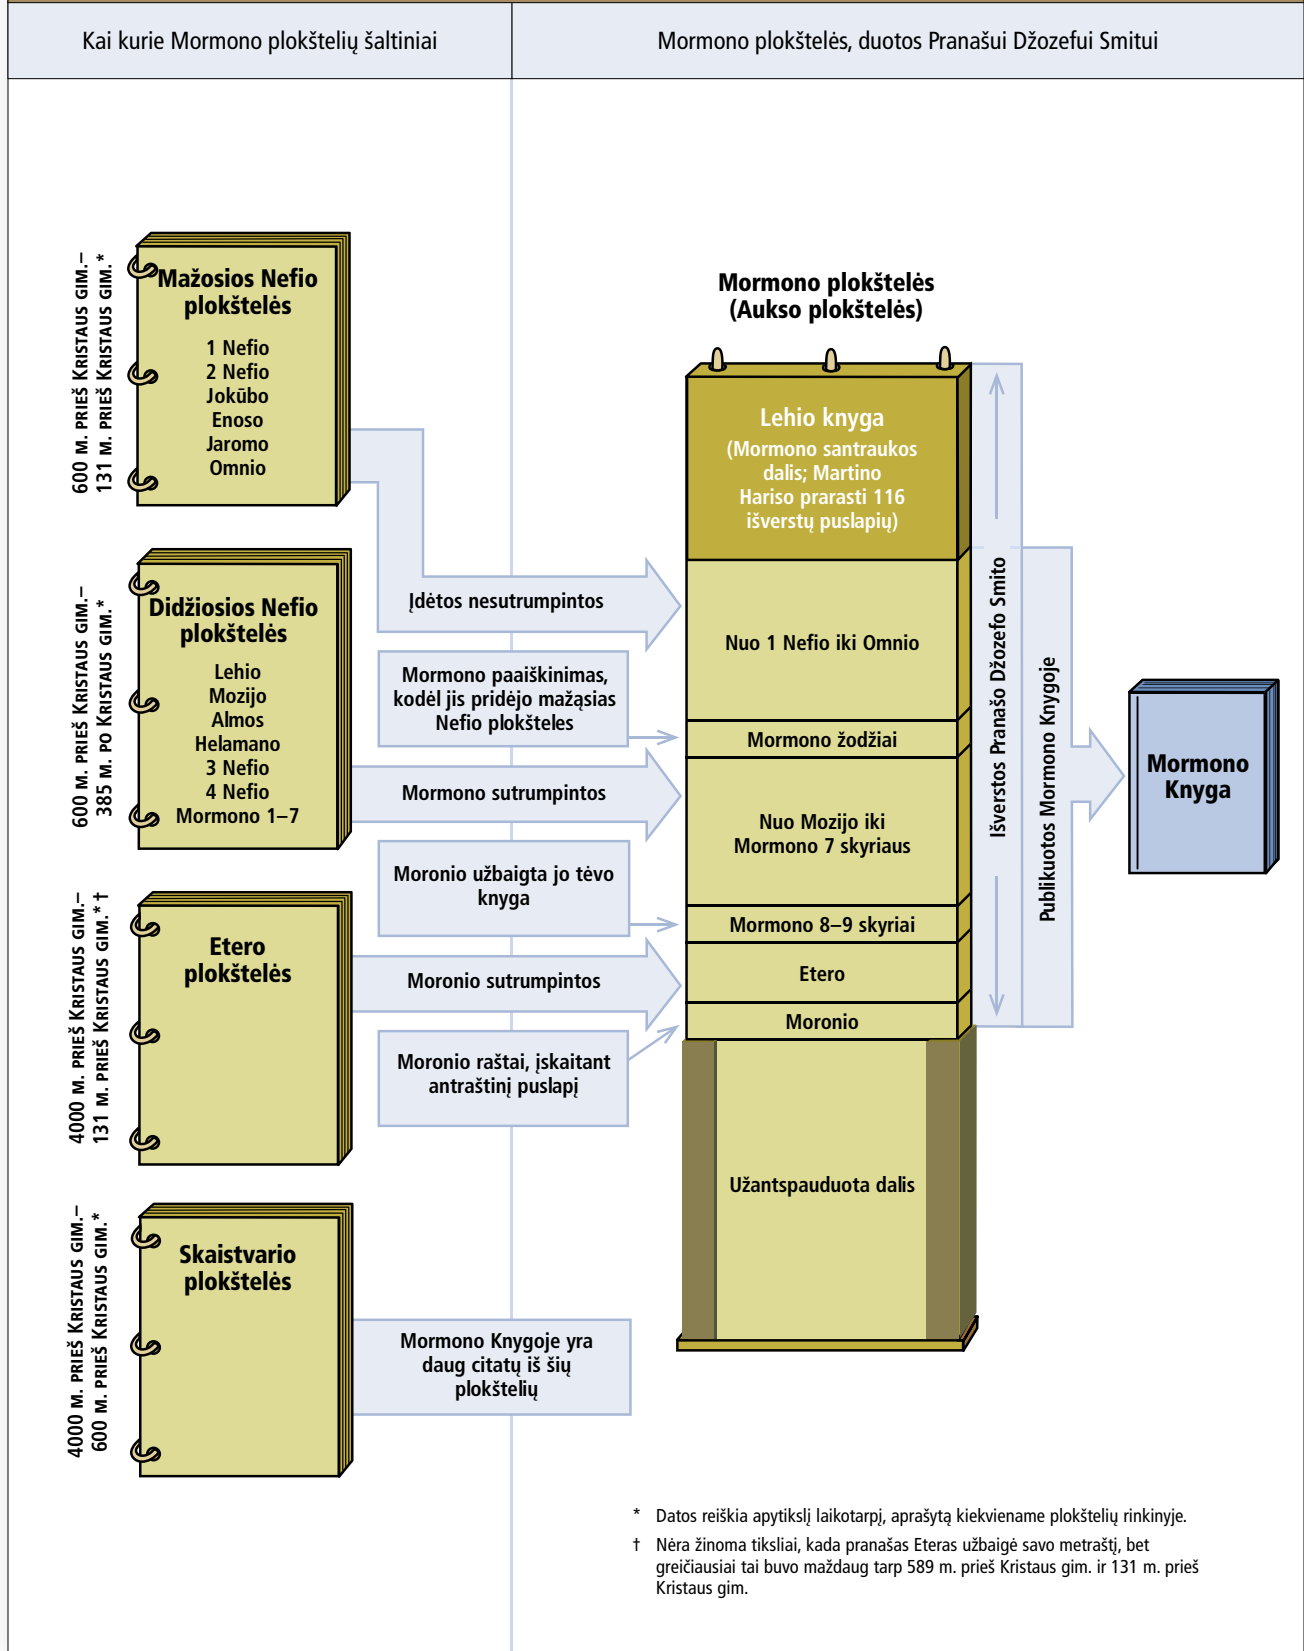 Kai kurie Mormono plokštelių šaltiniai
Mormono plokštelės, duotos Pranašui Džozefui Smitui
600 M. PRIEŠ KRISTAUS GIM.–
131 M. PRIEŠ KRISTAUS GIM.*
Mažosios Nefio
plokštelės
1 Nefio
2 Nefio
Jokūbo
Enoso
Jaromo
Omnio
600 M. PRIEŠ KRISTAUS GIM.–
385 M. PO KRISTAUS GIM.*
Didžiosios Nefio
plokštelės
Lehio
Mozijo
Almos
Helamano
3 Nefio
4 Nefio
Mormono 1–7
4000 M. PRIEŠ KRISTAUS GIM.–
131 M. PRIEŠ KRISTAUS GIM.* †
Etero
plokštelės
4000 M. PRIEŠ KRISTAUS GIM.–
600 M. PRIEŠ KRISTAUS GIM.*
Skaistvario
plokštelės
Įdėtos nesutrumpintos
Mormono paaiškinimas,
kodėl jis pridėjo mažąsias
Nefio plokšteles
Mormono sutrumpintos
Moronio užbaigta jo tėvo
knyga
Moronio sutrumpintos
Moronio raštai, įskaitant
antraštinį puslapį
Mormono Knygoje yra
daug citatų iš šių
plokštelių
Mormono plokštelės
(Aukso plokštelės)
Lehio knyga
(Mormono santraukos
dalis; Martino
Hariso prarasti 116
išverstų puslapių)
Nuo 1 Nefio iki Omnio
Mormono žodžiai
Nuo Mozijo iki
Mormono 7 skyriaus
Mormono 8–9 skyriai
Etero
Moronio
Užantspauduota dalis
Išverstos Pranašo Džozefo Smito
Publikuotos Mormono Knygoje
Mormono
Knyga
* Datos reiškia apytikslį laikotarpį, aprašytą kiekviename plokštelių rinkinyje.
† Nėra žinoma tiksliai, kada pranašas Eteras užbaigė savo metraštį, bet
greičiausiai tai buvo maždaug tarp 589 m. prieš Kristaus gim. ir 131 m. prieš
Kristaus gim.